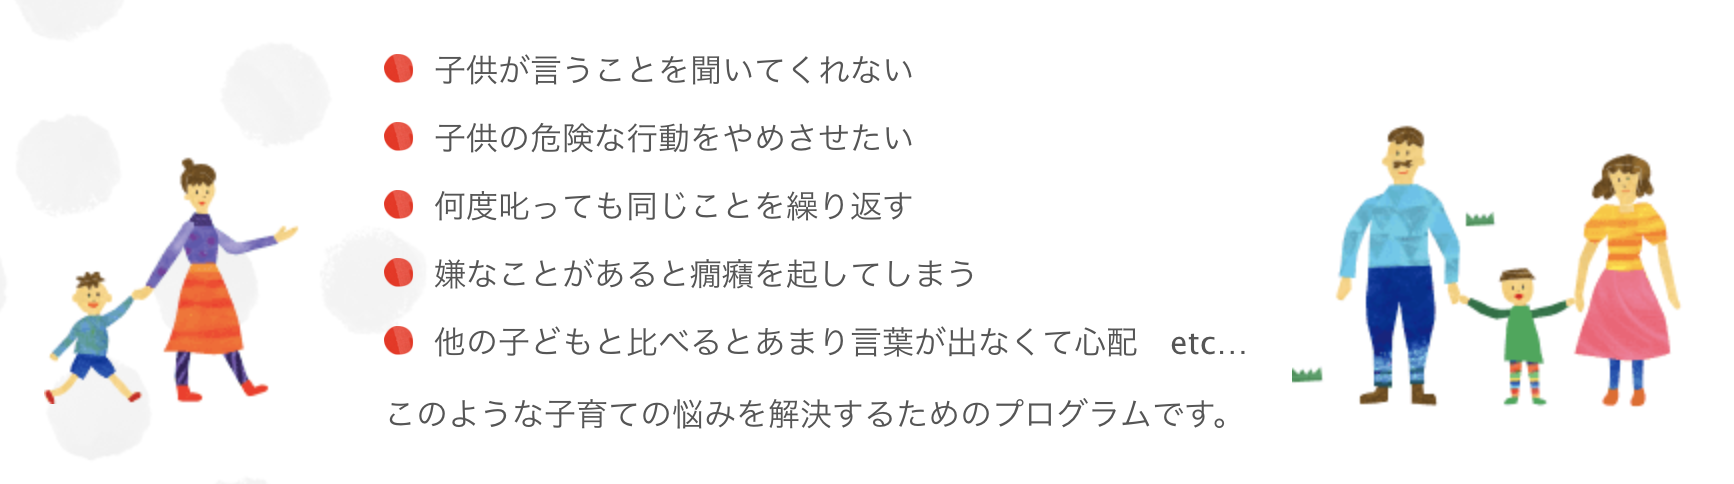 子供が言うことを聞いてくれない
子供の危険な行動をやめさせたい
何度叱っても同じことを繰り返す
嫌なことがあると癇癪を起してしまう
他の子どもと比べるとあまり言葉が出なくて心配　etc…
このような子育ての悩みを解決するためのプログラムです。